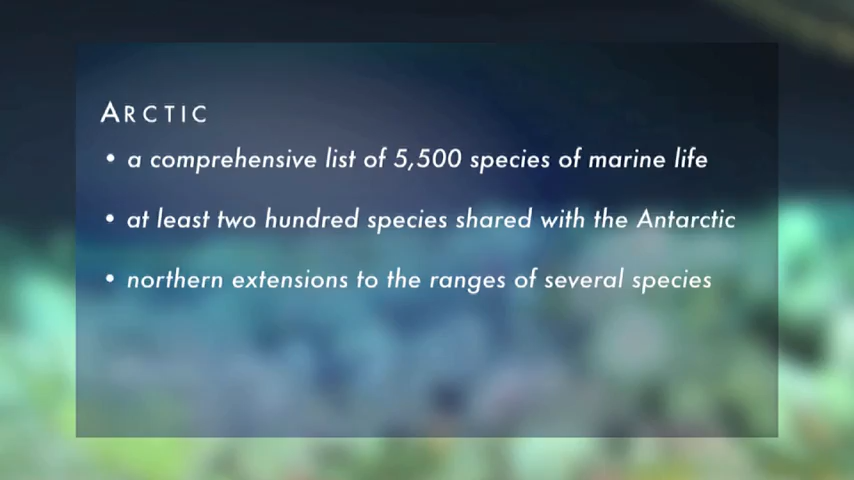 ARCTIC
• a comprehensive list of 5,500 species of marine life
• at least two hundred species shared with the Antarctic
• northern extensions to the ranges of several species